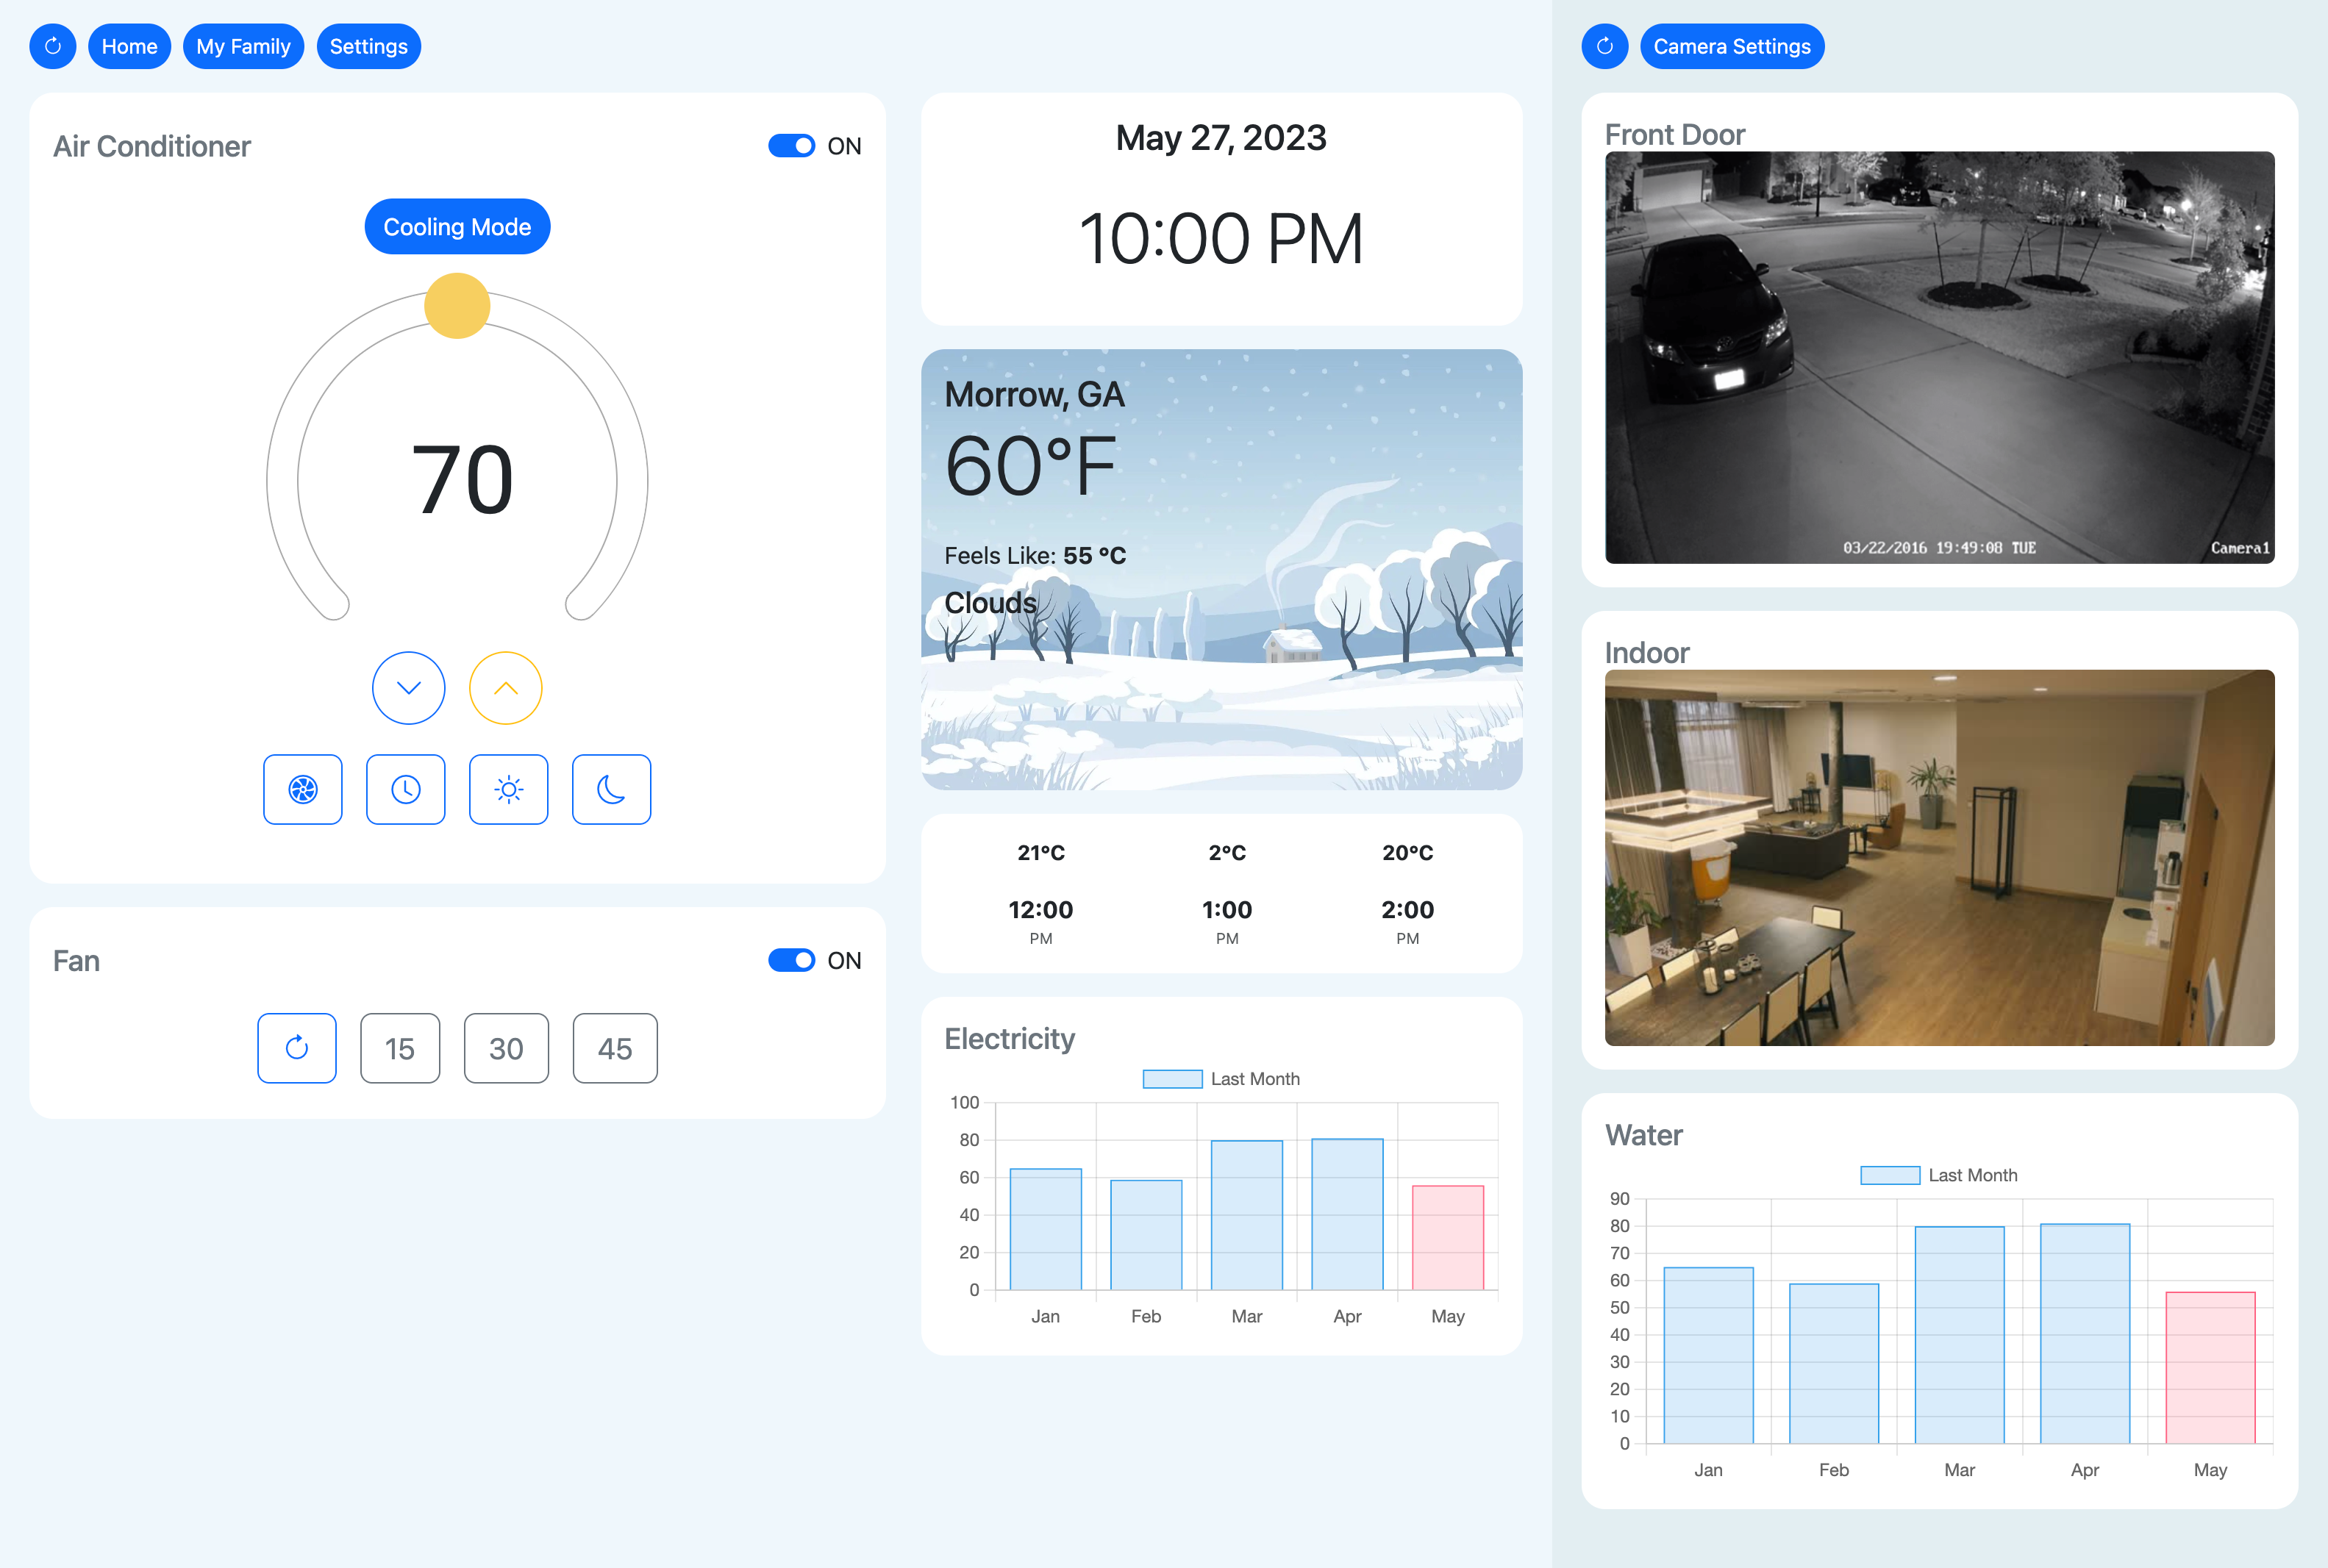 Home
My Family
Settings
Air Conditioner
ON
Cooling Mode
70
Fan
ON
15
30
45
May 27, 2023
10:00 PM
Morrow, GA
60°F
Feels Like: 55 °C
Clouds
21°C
2°C
20°C
12:00
1:00
2:00
PM
PM
PM
Electricity
Last Month
100
80
60
40
20
0
Jan
Feb
Mar
Apr
May
Camera Settings
Front Door
03/22/2016 19:49:08 TUE
Camera1
Indoor
Water
Last Month
90
80
70
60
50
40
30
20
10
0
Jan
Feb
Mar
Apr
May